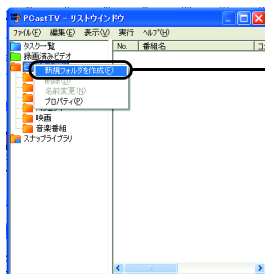 PCastTV - リストウインドウ
ファイル(F) 編集(E) 表示(V) 実行 ヘルプ(H)
タスク一覧
No. 番組名
録画済みビデオ
新規フォルダを作成(F)
削除(D)
名前変更(N)
プロパティ(P)
映画
音楽番組
スナップライブラリ